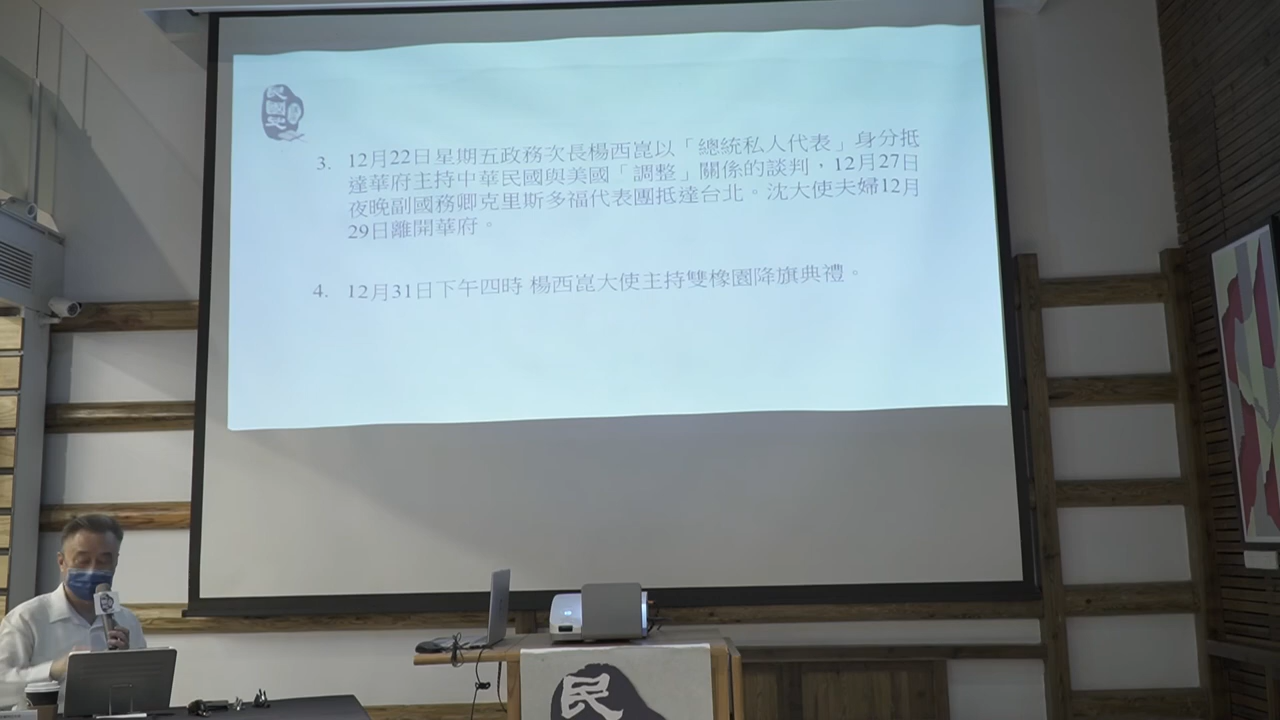 民國史
3. 12月22日星期五政務次長楊西崑以「總統私人代表」身分抵
達華府主持中華民國與美國「調整」關係的談判，12月27日
夜晚副國務卿克里斯多福代表團抵達台北。沈大使夫婦12月
29日離開華府。
4. 12月31日下午四時 楊西崑大使主持雙橡園降旗典禮。
民